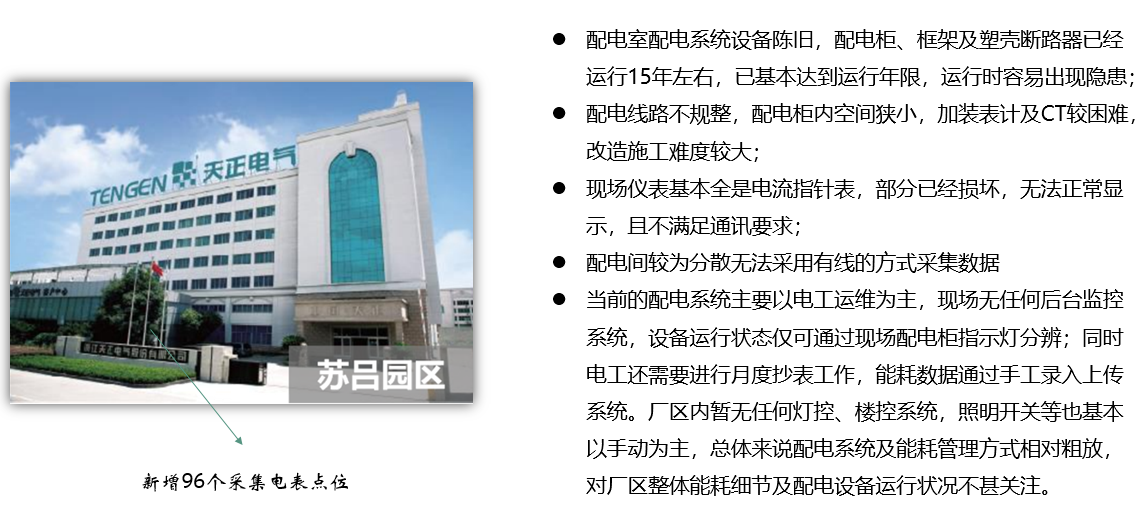 TENGEN 天正电气
浙江天正电气股份有限公司
苏吕园区
新增96个采集电表点位
● 配电室配电系统设备陈旧，配电柜、框架及塑壳断路器已经
运行15年左右，已基本达到运行年限，运行时容易出现隐患；
● 配电线路不规整，配电柜内空间狭小，加装表计及CT较困难，
改造施工难度较大；
● 现场仪表基本全是电流指针表，部分已经损坏，无法正常显
示，且不满足通讯要求；
● 配电间较为分散无法采用有线的方式采集数据
● 当前的配电系统主要以电工运维为主，现场无任何后台监控
系统，设备运行状态仅可通过现场配电柜指示灯分辨；同时
电工还需要进行月度抄表工作，能耗数据通过手工录入上传
系统。厂区内暂无任何灯控、楼控系统，照明开关等也基本
以手动为主，总体来说配电系统及能耗管理方式相对粗放，
对厂区整体能耗细节及配电设备运行状况不甚关注。